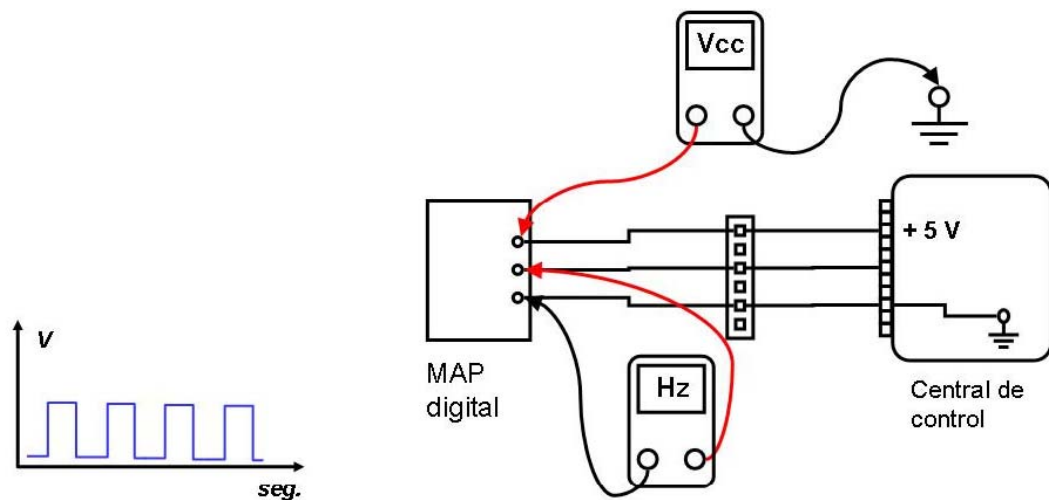 Vcc
+ 5 V
MAP
digital
Hz
Central de
control
V
seg.